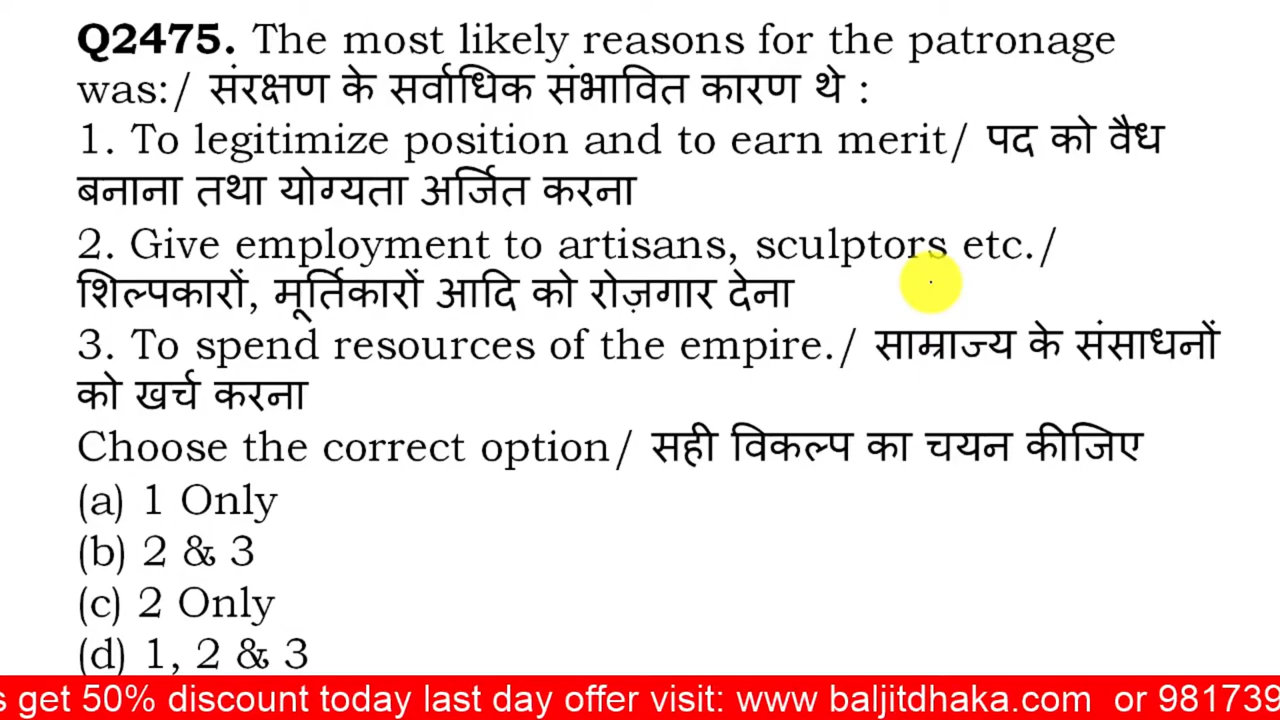 Q2475. The most likely reasons for the patronage
was:/ संरक्षण के सर्वाधिक संभावित कारण थे :
1. To legitimize position and to earn merit/ पद को वैध
बनाना तथा योग्यता अर्जित करना
2. Give employment to artisans, sculptors etc./
शिल्पकारों, मूर्तिकारों आदि को रोज़गार देना
3. To spend resources of the empire./ साम्राज्य के संसाधनों
को खर्च करना
Choose the correct option/ सही विकल्प का चयन कीजिए
(a) 1 Only
(b) 2 & 3
(c) 2 Only
(d) 1, 2 & 3
s get 50% discount today last day offer visit: www baljitdhaka.com or 981739